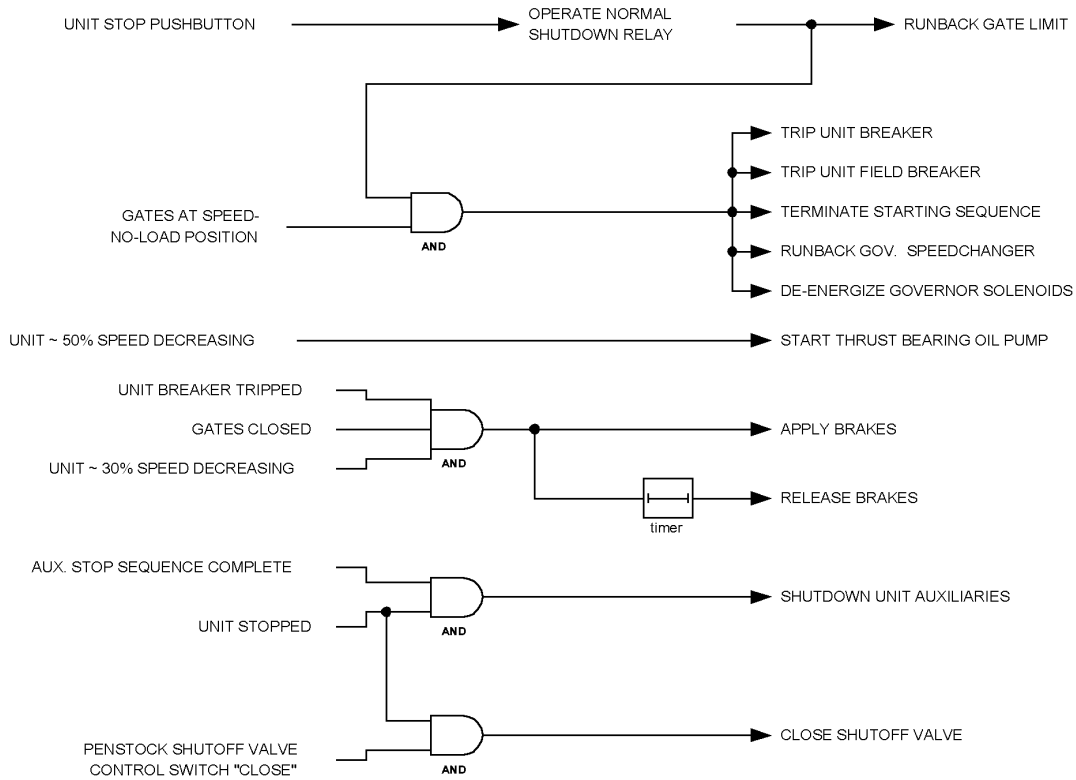 UNIT STOP PUSHBUTTON
OPERATE NORMAL
SHUTDOWN RELAY
RUNBACK GATE LIMIT
TRIP UNIT BREAKER
TRIP UNIT FIELD BREAKER
GATES AT SPEED-
NO-LOAD POSITION
AND
TERMINATE STARTING SEQUENCE
RUNBACK GOV. SPEEDCHANGER
DE-ENERGIZE GOVERNOR SOLENOIDS
UNIT ~ 50% SPEED DECREASING
START THRUST BEARING OIL PUMP
UNIT BREAKER TRIPPED
GATES CLOSED
UNIT ~ 30% SPEED DECREASING
AND
APPLY BRAKES
RELEASE BRAKES
timer
AUX. STOP SEQUENCE COMPLETE
UNIT STOPPED
AND
SHUTDOWN UNIT AUXILIARIES
PENSTOCK SHUTOFF VALVE
CONTROL SWITCH "CLOSE"
AND
CLOSE SHUTOFF VALVE